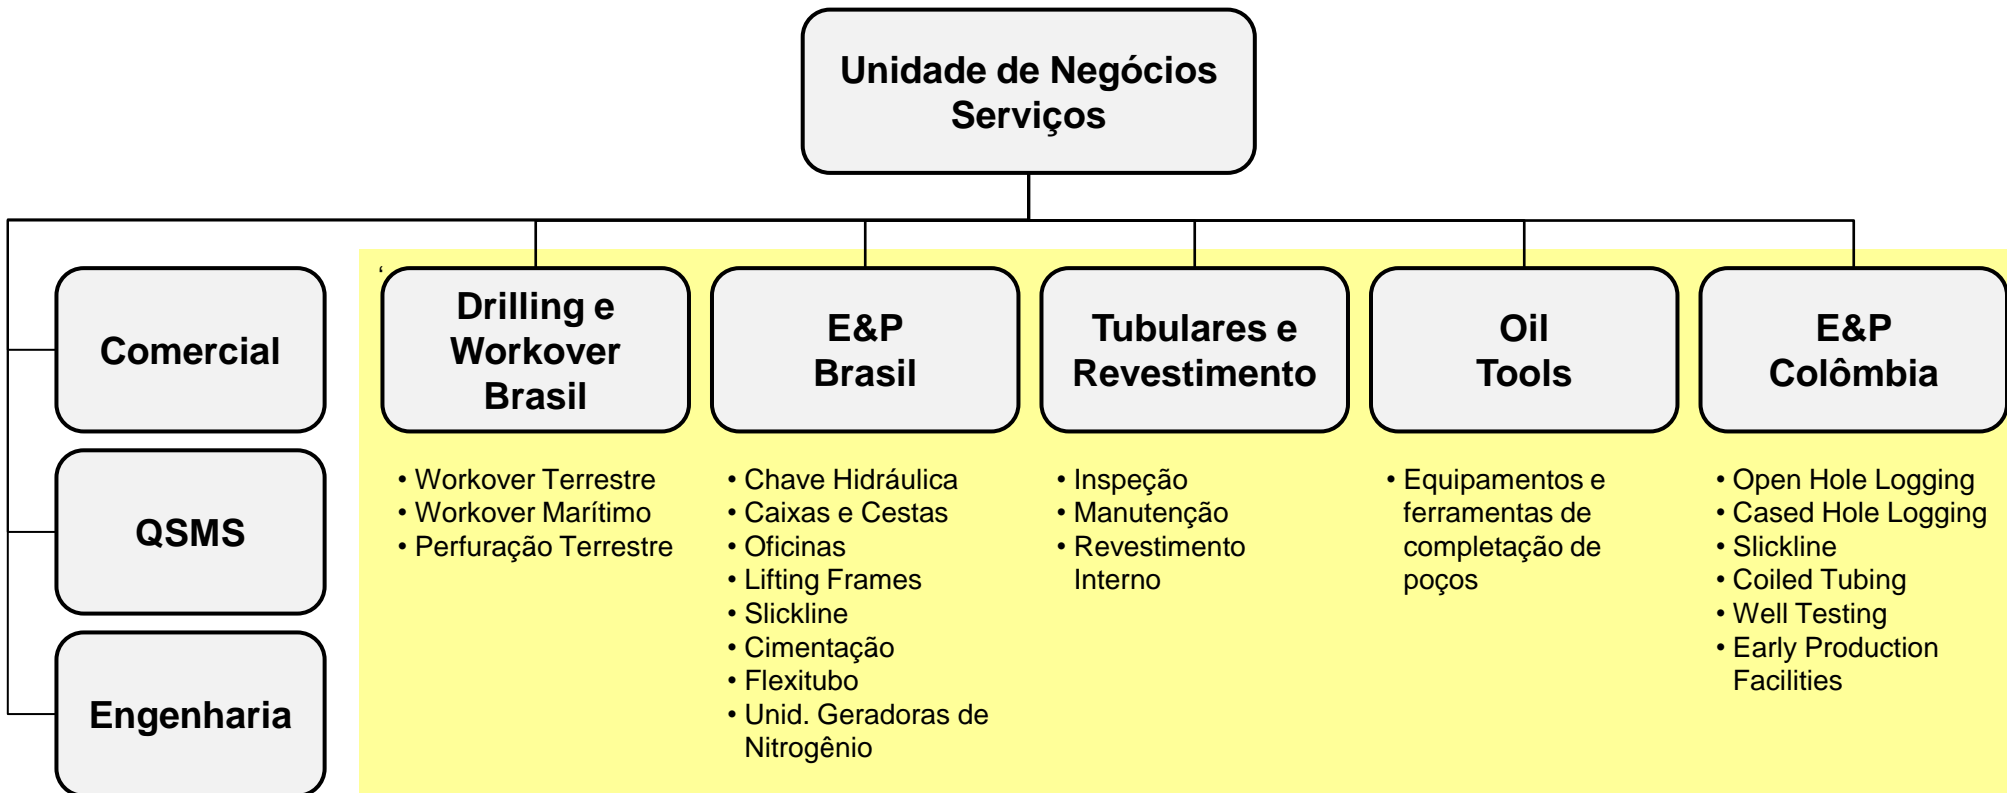 Unidade de Negócios
Serviços
Comercial
QSMS
Engenharia
‘
Drilling e
Workover
Brasil
• Workover Terrestre
• Workover Marítimo
• Perfuração Terrestre
E&P
Brasil
• Chave Hidráulica
• Caixas e Cestas
• Oficinas
• Lifting Frames
• Slickline
• Cimentação
• Flexitubo
• Unid. Geradoras de
Nitrogênio
Tubulares e
Revestimento
• Inspeção
• Manutenção
• Revestimento
Interno
Oil
Tools
• Equipamentos e
ferramentas de
completação de
poços
E&P
Colômbia
• Open Hole Logging
• Cased Hole Logging
• Slickline
• Coiled Tubing
• Well Testing
• Early Production
Facilities